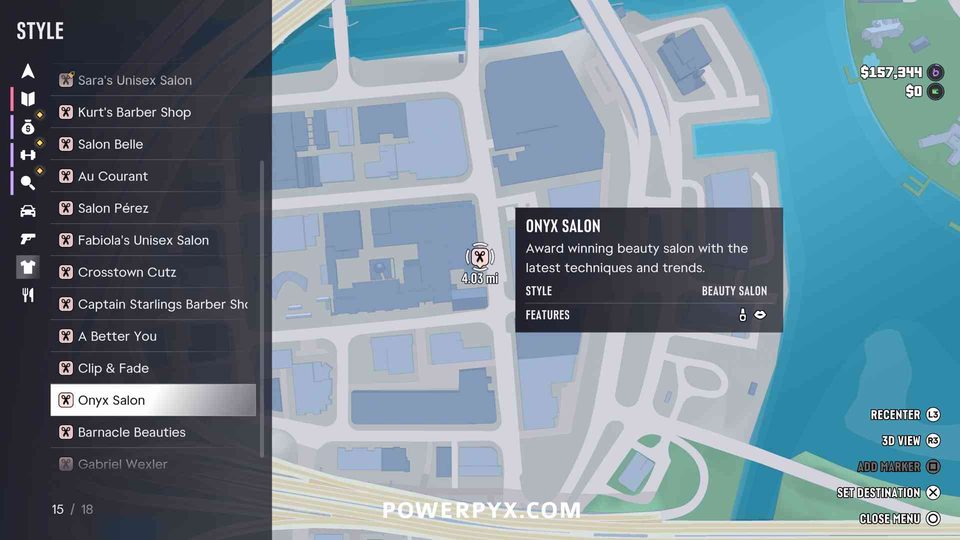 STYLE
Sara's Unisex Salon
Kurt's Barber Shop
Salon Belle
Au Courant
Salon Pérez
Fabiola's Unisex Salon
Crosstown Cutz
Captain Starlings Barber Sho
A Better You
Clip & Fade
Onyx Salon
Barnacle Beauties
Gabriel Wexler
15 / 18
4.03 mi
ONYX SALON
Award winning beauty salon with the
latest techniques and trends.
STYLE BEAUTY SALON
FEATURES
$157,344
$0
RECENTER L3
3D VIEW R3
ADD MARKER
SET DESTINATION
CLOSE MENU
POWERPYX.COM